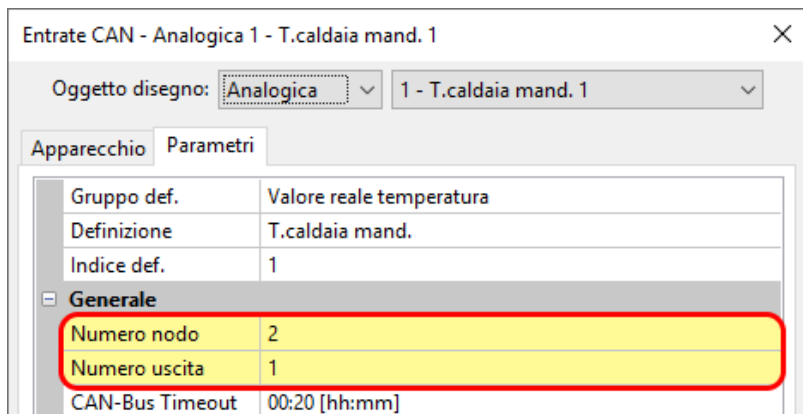 Entrate CAN - Analogica 1 - T.caldaia mand. 1
Oggetto disegno: Analogica 1 - T.caldaia mand. 1
Apparecchio Parametri
Gruppo def. Valore reale temperatura
Definizione T.caldaia mand.
Indice def. 1
Generale
Numero nodo 2
Numero uscita 1
CAN-Bus Timeout 00:20 [hh:mm]